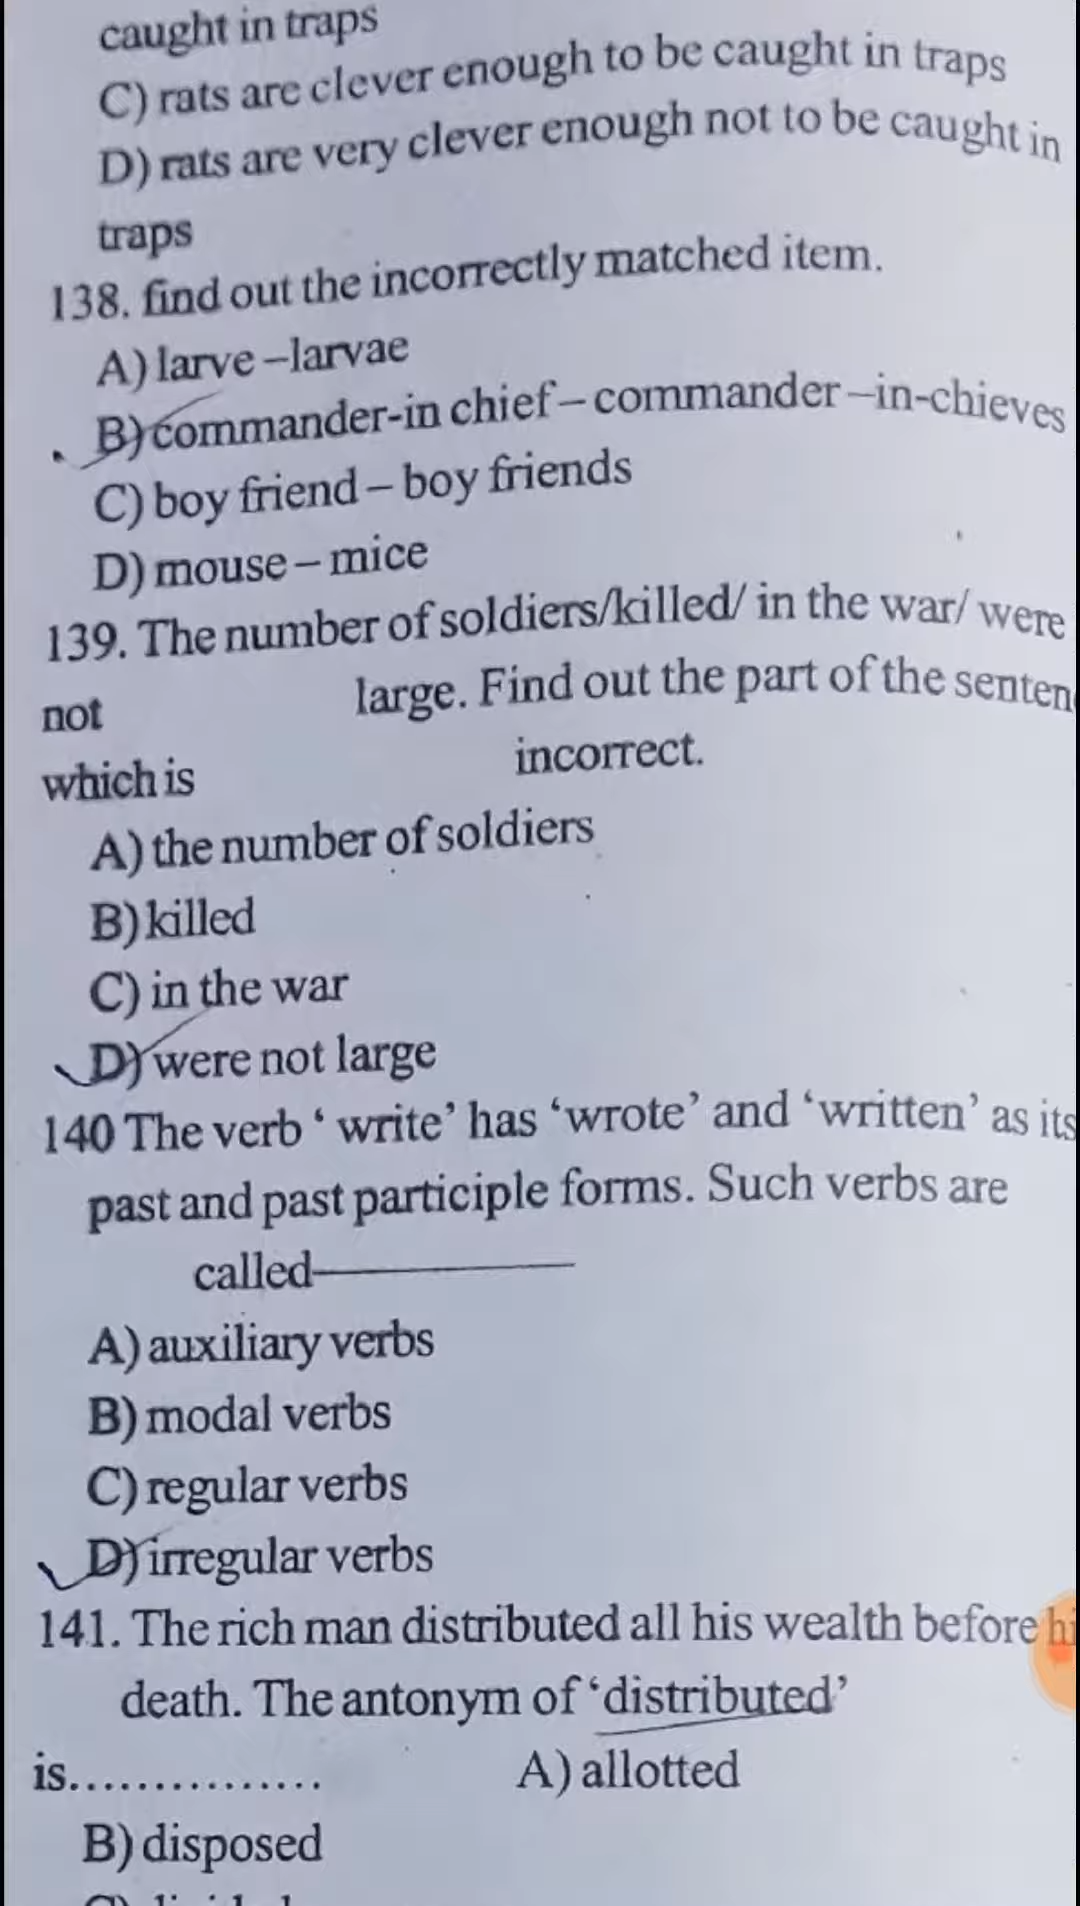 caught in traps
C) rats are clever enough to be caught in traps
D) rats are very clever enough not to be caught in
traps
138. find out the incorrectly matched item.
A) larve –larvae
B) commander-in chief – commander –in-chieves
C) boy friend – boy friends
D) mouse – mice
139. The number of soldiers/killed/ in the war/ were
not large. Find out the part of the senten
which is incorrect.
A) the number of soldiers
B) killed
C) in the war
D) were not large
140 The verb ‘ write’ has ‘wrote’ and ‘written’ as its
past and past participle forms. Such verbs are
called
A) auxiliary verbs
B) modal verbs
C) regular verbs
D) irregular verbs
141. The rich man distributed all his wealth before hi
death. The antonym of ‘distributed’
is............... A) allotted
B) disposed